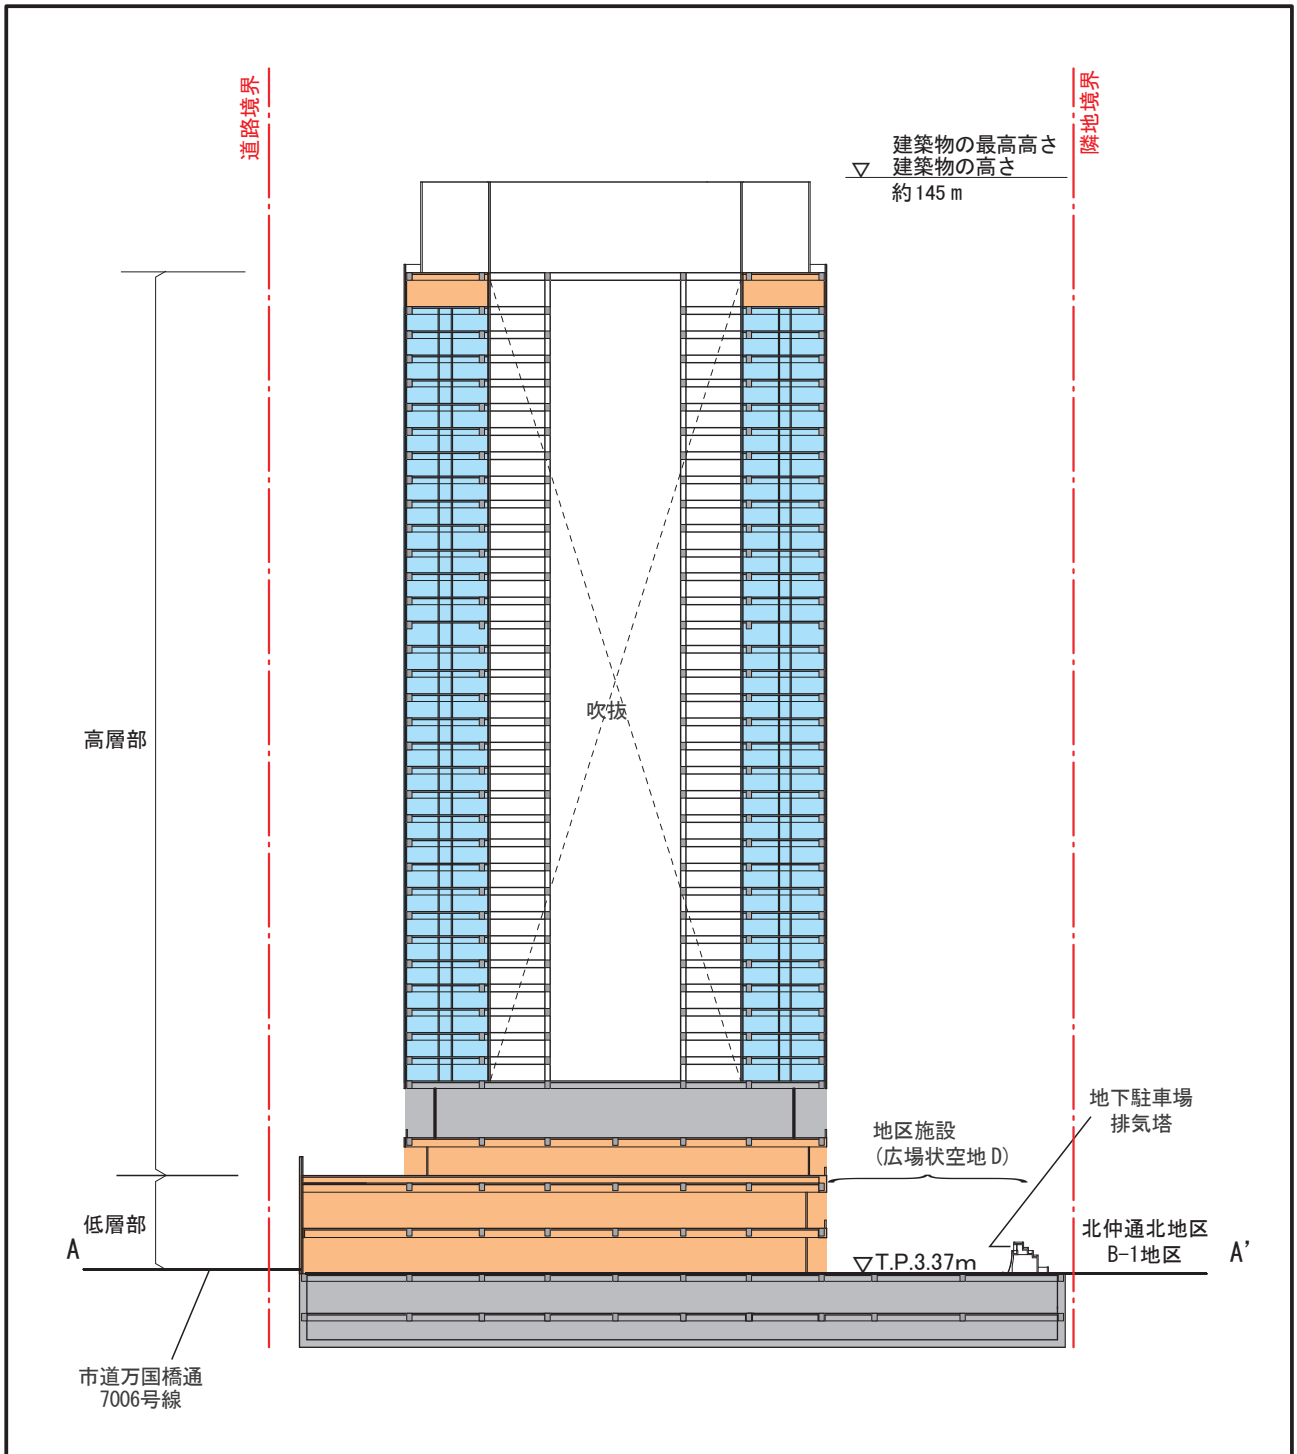 道路境界
隣地境界
建築物の最高高さ
建築物の高さ
約145m
高層部
吹抜
地下駐車場
排気塔
地区施設
(広場状空地D)
低層部
A
北仲通北地区
B-1地区
A’
▽T.P.3.37m
市道万国橋通
7006号線